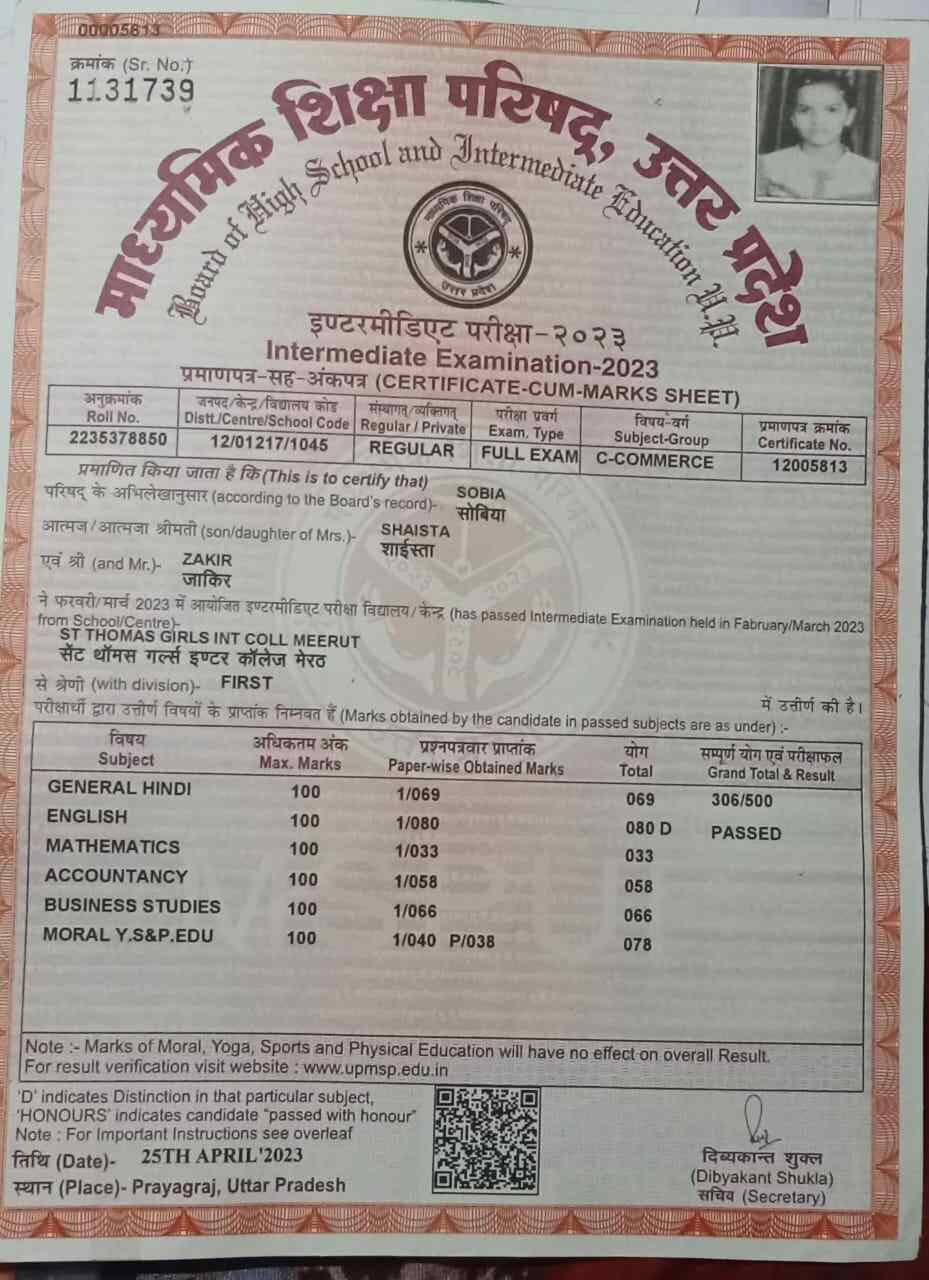 00005813
क्रमांक (Sr. No.)
1131739
माध्यमिक शिक्षा परिषद्, उत्तर प्रदेश
Board of High School and Intermediate Education U.P.
माध्यमिक शिक्षा परिषद्
उत्तर प्रदेश
इण्टरमीडिएट परीक्षा-२०२३
Intermediate Examination-2023
प्रमाणपत्र-सह-अंकपत्र (CERTIFICATE-CUM-MARKS SHEET)
अनुक्रमांक जनपद/केन्द्र/विद्यालय कोड संस्थागत/व्यक्तिगत् परीक्षा प्रवर्ग विषय-वर्ग प्रमाणपत्र क्रमांक
Roll No. Distt./Centre/School Code Regular / Private Exam. Type Subject-Group Certificate No.
2235378850 12/01217/1045 REGULAR FULL EXAM C-COMMERCE 12005813
प्रमाणित किया जाता है कि (This is to certify that)
परिषद् के अभिलेखानुसार (according to the Board's record)- SOBIA
सोबिया
आत्मज/आत्मजा श्रीमती (son/daughter of Mrs.)- SHAISTA
शाईस्ता
एवं श्री (and Mr.)- ZAKIR
जाकिर
ने फरवरी/मार्च 2023 में आयोजित इण्टरमीडिएट परीक्षा विद्यालय/केन्द्र (has passed Intermediate Examination held in Fabruary/March 2023
from School/Centre)-
ST THOMAS GIRLS INT COLL MEERUT
सेंट थॉमस गर्ल्स इण्टर कॉलेज मेरठ
से श्रेणी (with division)- FIRST में उत्तीर्ण की है।
परीक्षार्थी द्वारा उत्तीर्ण विषयों के प्राप्तांक निम्नवत हैं (Marks obtained by the candidate in passed subjects are as under) :-
विषय अधिकतम अंक प्रश्नपत्रवार प्राप्तांक योग सम्पूर्ण योग एवं परीक्षाफल
Subject Max. Marks Paper-wise Obtained Marks Total Grand Total & Result
GENERAL HINDI 100 1/069 069 306/500
ENGLISH 100 1/080 080 D PASSED
MATHEMATICS 100 1/033 033
ACCOUNTANCY 100 1/058 058
BUSINESS STUDIES 100 1/066 066
MORAL Y.S&P.EDU 100 1/040 P/038 078
Note :- Marks of Moral, Yoga, Sports and Physical Education will have no effect on overall Result.
For result verification visit website : www.upmsp.edu.in
'D' indicates Distinction in that particular subject,
'HONOURS' indicates candidate "passed with honour"
Note : For Important Instructions see overleaf
तिथि (Date)- 25TH APRIL'2023
स्थान (Place)- Prayagraj, Uttar Pradesh
दिब्यकान्त शुक्ल
(Dibyakant Shukla)
सचिव (Secretary)